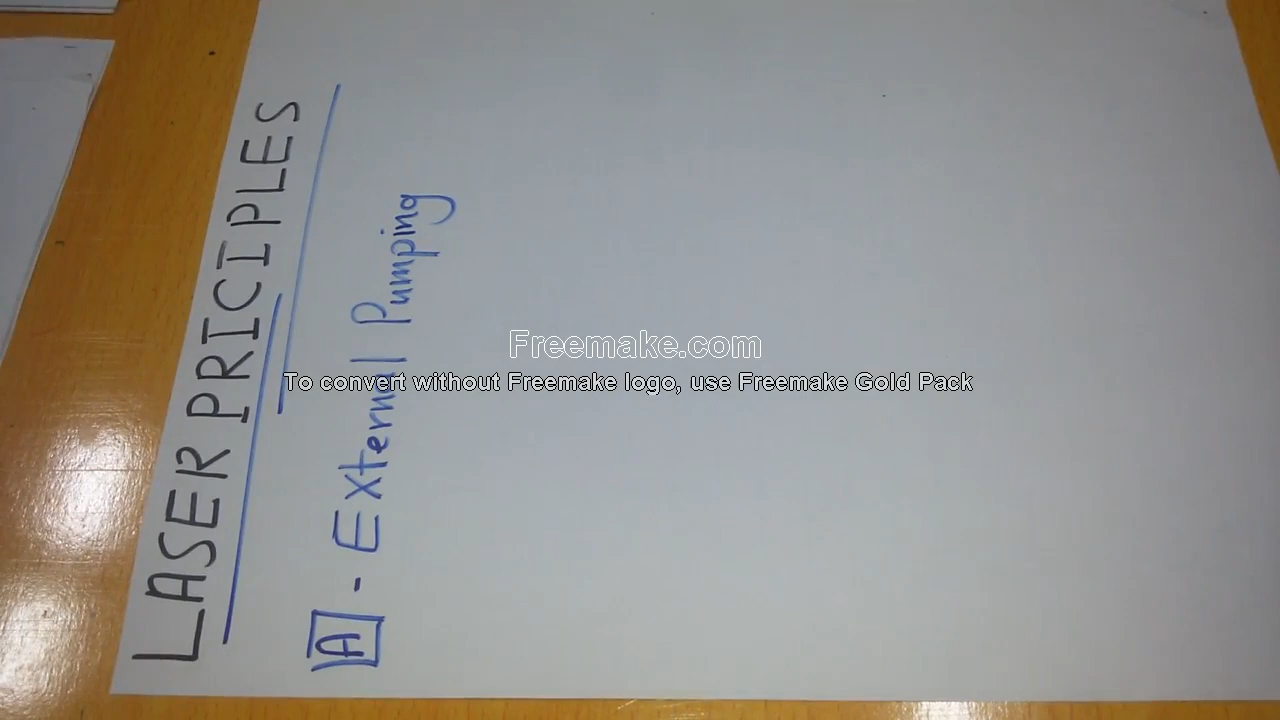 LASER PRICIPLES
A - External Pumping
Freemake.com
To convert without Freemake logo, use Freemake Gold Pack